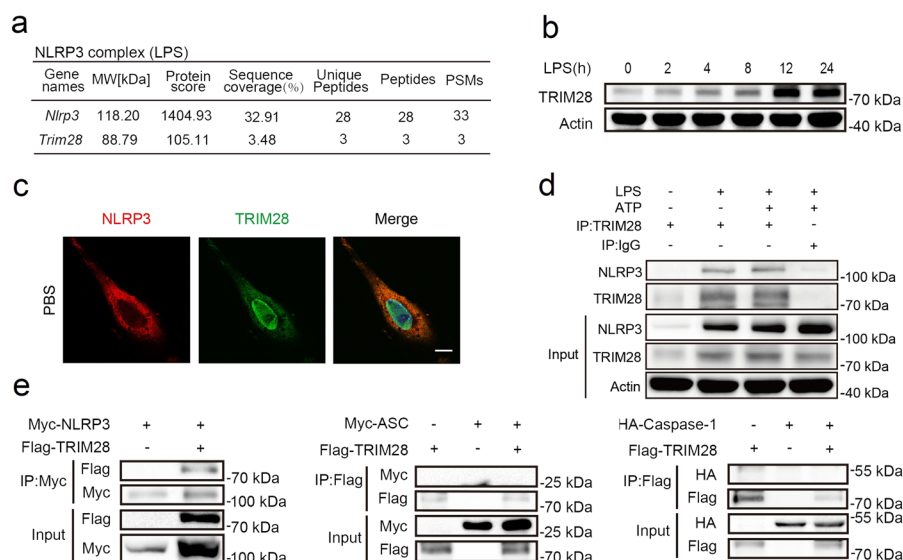 a
NLRP3 complex (LPS)
Gene names MW[kDa] Protein score Sequence coverage(%) Unique Peptides Peptides PSMs
Nlrp3 118.20 1404.93 32.91 28 28 33
Trim28 88.79 105.11 3.48 3 3 3
b
LPS(h) 0 2 4 8 12 24
TRIM28 -70 kDa
Actin -40 kDa
c
NLRP3 TRIM28 Merge
PBS
d
LPS - + + +
ATP - - + +
IP:TRIM28 + + + -
IP:IgG - - - +
NLRP3 -100 kDa
TRIM28 -70 kDa
Input
NLRP3 -100 kDa
TRIM28 -70 kDa
Actin -40 kDa
e
Myc-NLRP3 + +
Flag-TRIM28 - +
IP:Myc
Flag -70 kDa
Myc -100 kDa
Input
Flag -70 kDa
Myc -100 kDa
Myc-ASC - + +
Flag-TRIM28 + - +
IP:Flag
Myc -25 kDa
Flag -70 kDa
Input
Myc -25 kDa
Flag -70 kDa
HA-Caspase-1 - + +
Flag-TRIM28 + - +
IP:Flag
HA -55 kDa
Flag -70 kDa
Input
HA -55 kDa
Flag -70 kDa